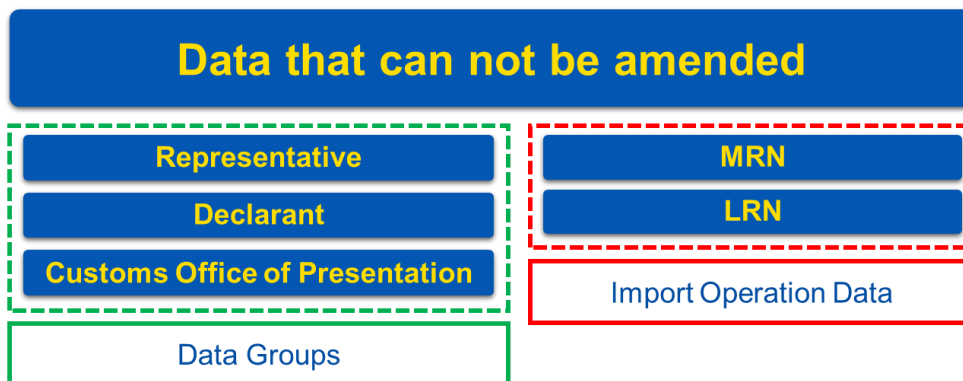 Data that can not be amended
Representative
Declarant
Customs Office of Presentation
Data Groups
MRN
LRN
Import Operation Data